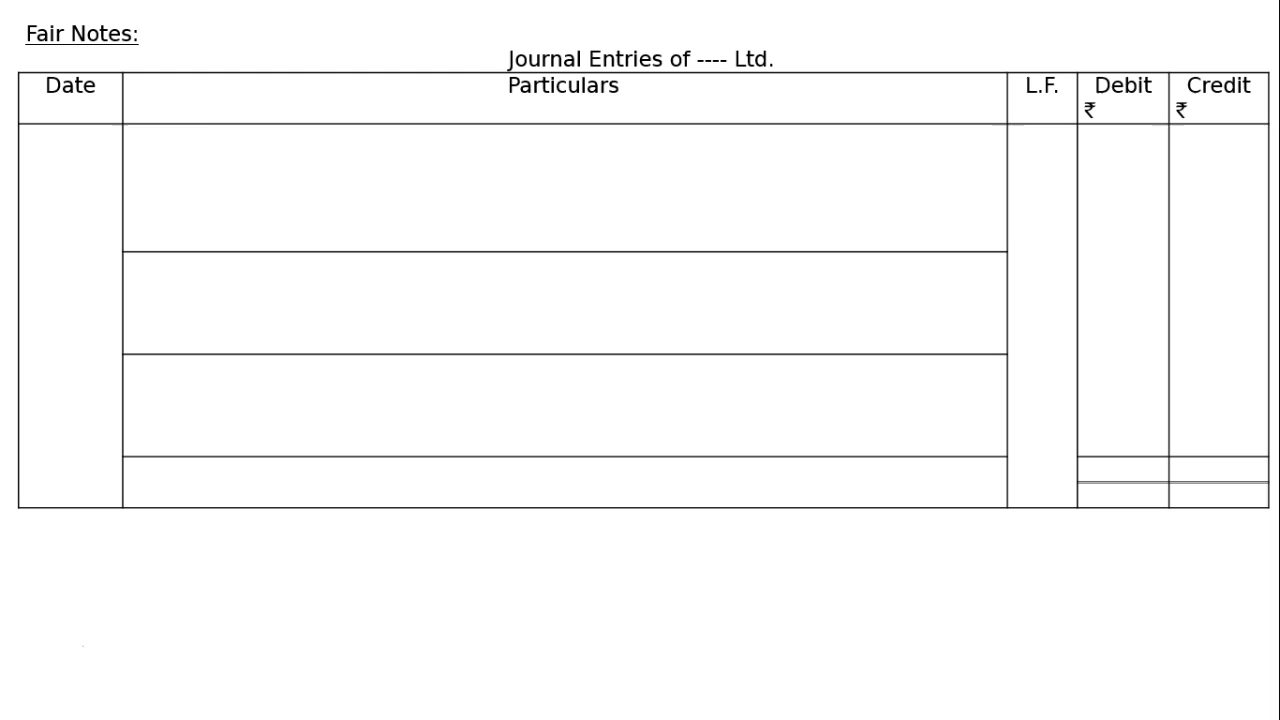 Fair Notes:
Journal Entries of ---- Ltd.
Date Particulars L.F. Debit Credit
₹ ₹